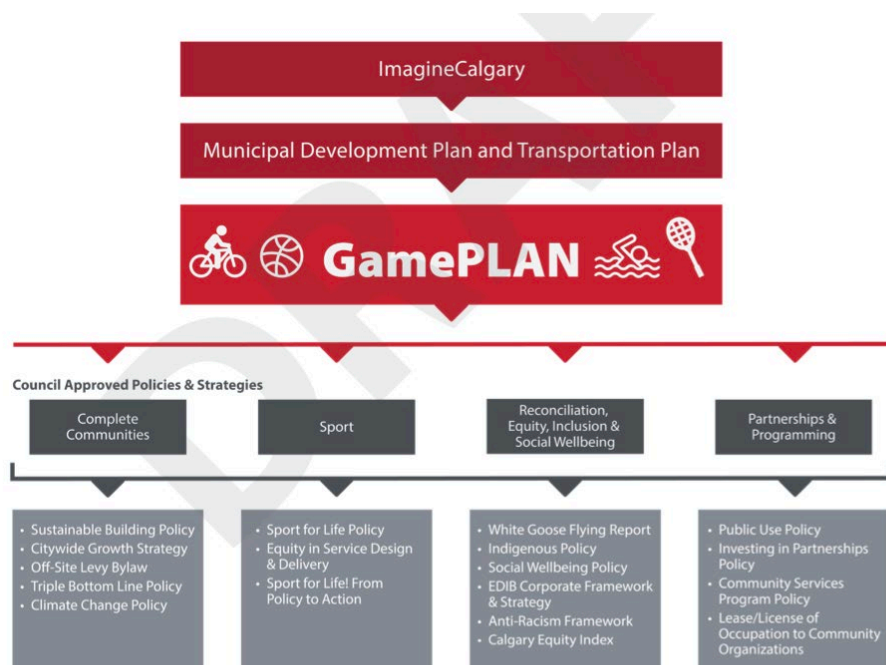 ImagineCalgary
Municipal Development Plan and Transportation Plan
GamePLAN
Council Approved Policies & Strategies
Complete
Communities
Sport
Reconciliation,
Equity, Inclusion &
Social Wellbeing
Partnerships &
Programming
• Sustainable Building Policy
• Citywide Growth Strategy
• Off-Site Levy Bylaw
• Triple Bottom Line Policy
• Climate Change Policy
• Sport for Life Policy
• Equity in Service Design
& Delivery
• Sport for Life! From
Policy to Action
• White Goose Flying Report
• Indigenous Policy
• Social Wellbeing Policy
• EDIB Corporate Framework
& Strategy
• Anti-Racism Framework
• Calgary Equity Index
• Public Use Policy
• Investing in Partnerships
Policy
• Community Services
Program Policy
• Lease/License of
Occupation to Community
Organizations
DRAF